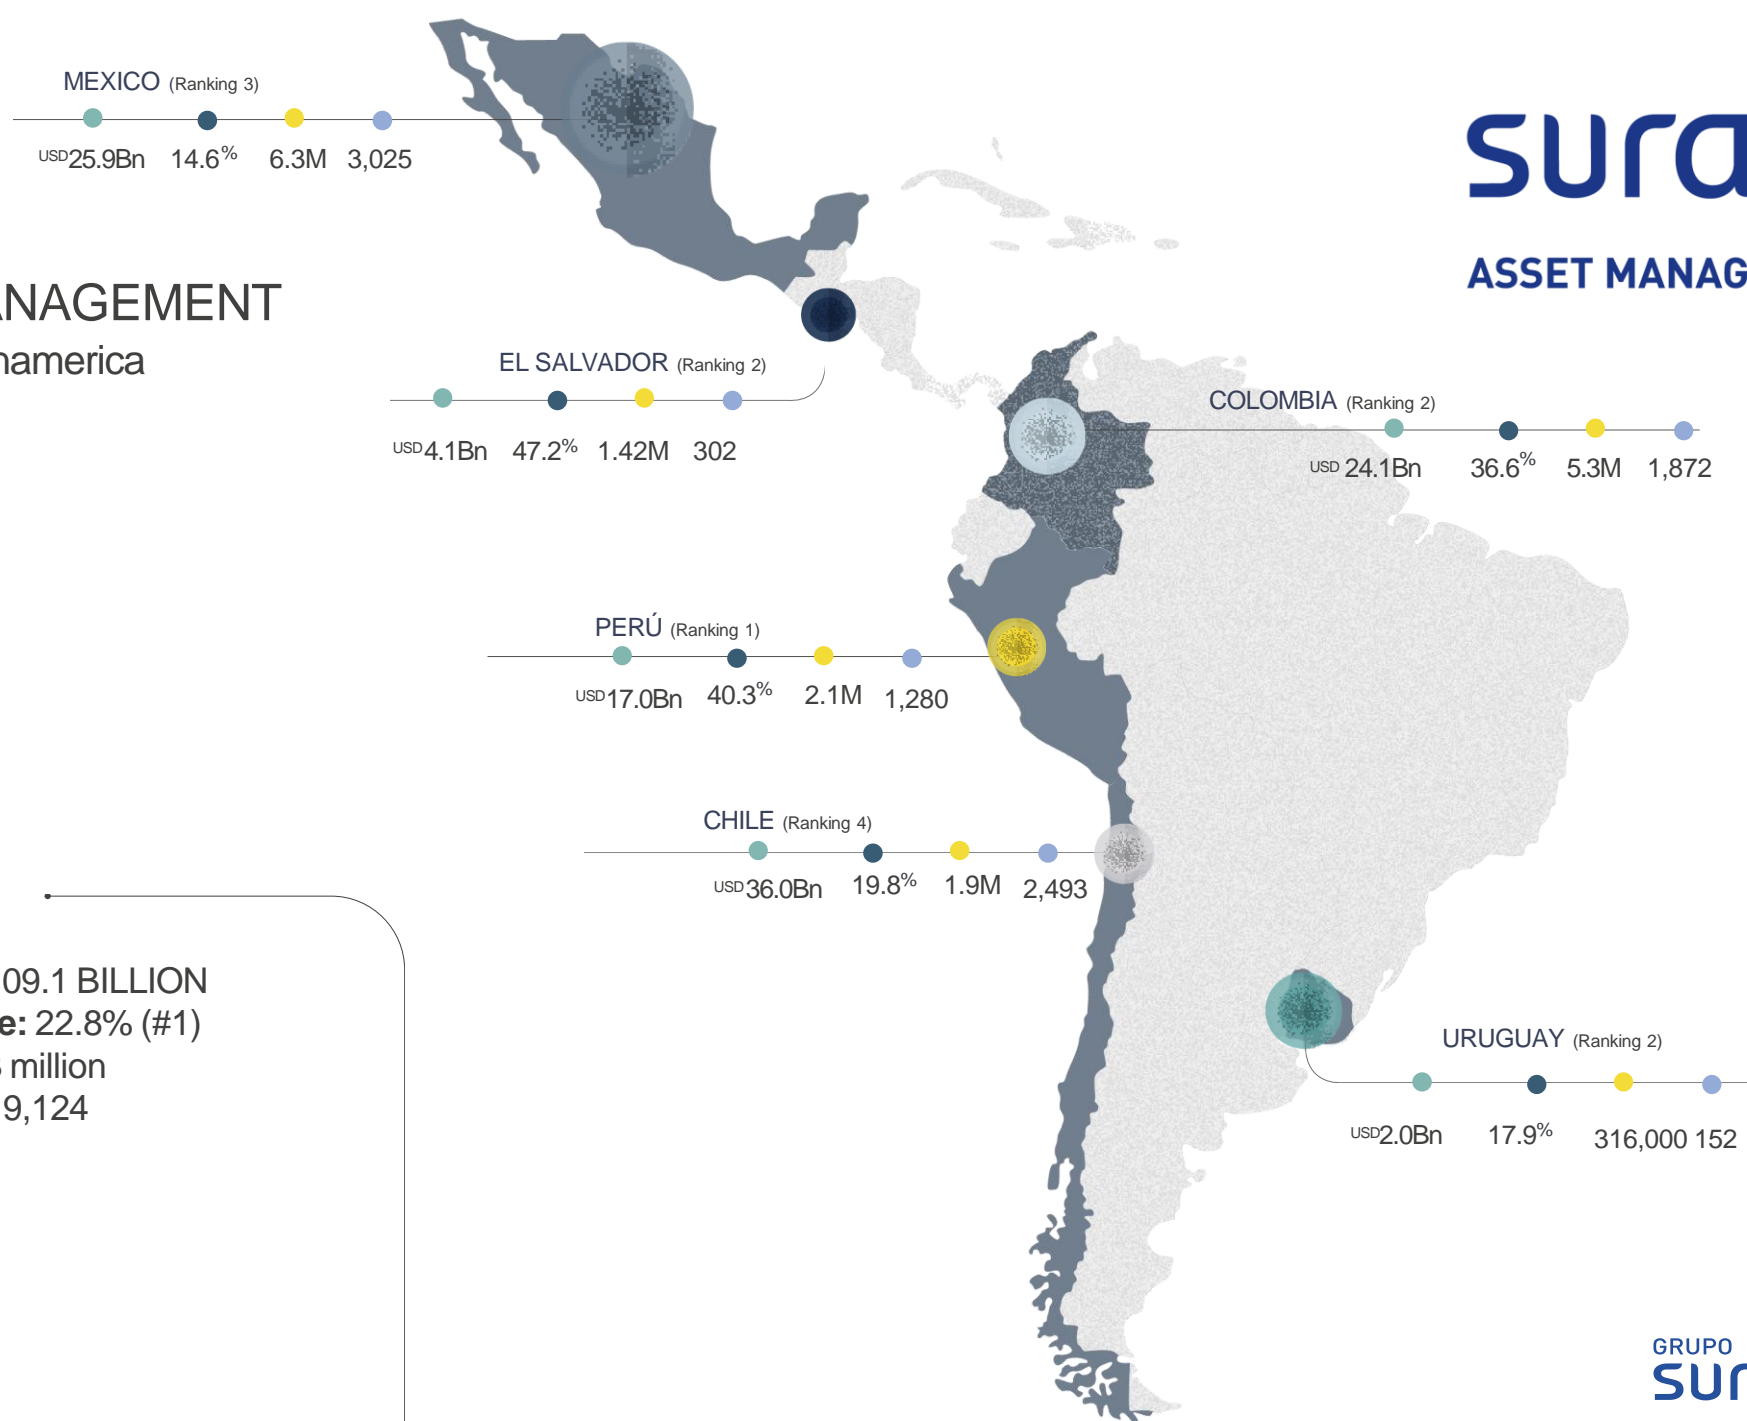 MEXICO (Ranking 3)
USD25.9Bn 14.6% 6.3M 3,025
sura
ASSET MANAG
ANAGEMENT
namerica
EL SALVADOR (Ranking 2)
USD4.1Bn 47.2% 1.42M 302
COLOMBIA (Ranking 2)
USD 24.1Bn 36.6% 5.3M 1,872
PERÚ (Ranking 1)
USD17.0Bn 40.3% 2.1M 1,280
CHILE (Ranking 4)
USD36.0Bn 19.8% 1.9M 2,493
09.1 BILLION
e: 22.8% (#1)
million
9,124
URUGUAY (Ranking 2)
USD2.0Bn 17.9% 316,000 152
GRUPO
sur